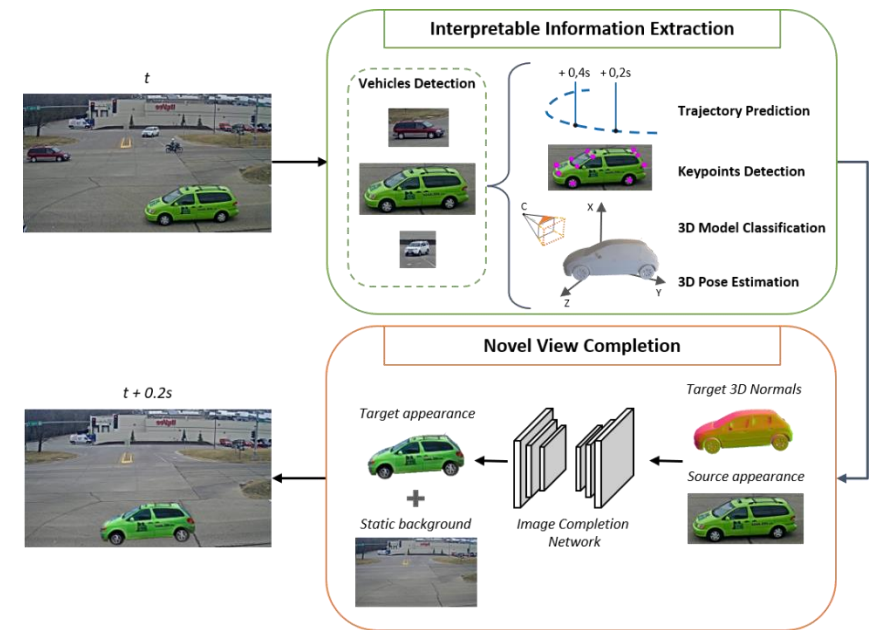 Interpretable Information Extraction
t
Vehicles Detection
+ 0,4s
+ 0,2s
Trajectory Prediction
Keypoints Detection
C
X
3D Model Classification
Z
Y
3D Pose Estimation
Novel View Completion
t + 0.2s
Target appearance
Target 3D Normals
+
Source appearance
Static background
Image Completion
Network